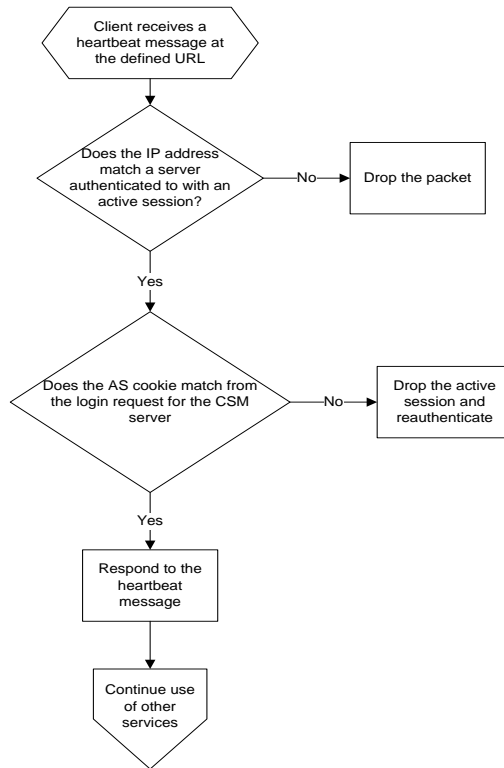 Client receives a
heartbeat message at
the defined URL
Does the IP address
match a server
authenticated to with an
active session?
No
Drop the packet
Yes
Does the AS cookie match from
the login request for the CSM
server
No
Drop the active
session and
reauthenticate
Yes
Respond to the
heartbeat
message
Continue use
of other
services